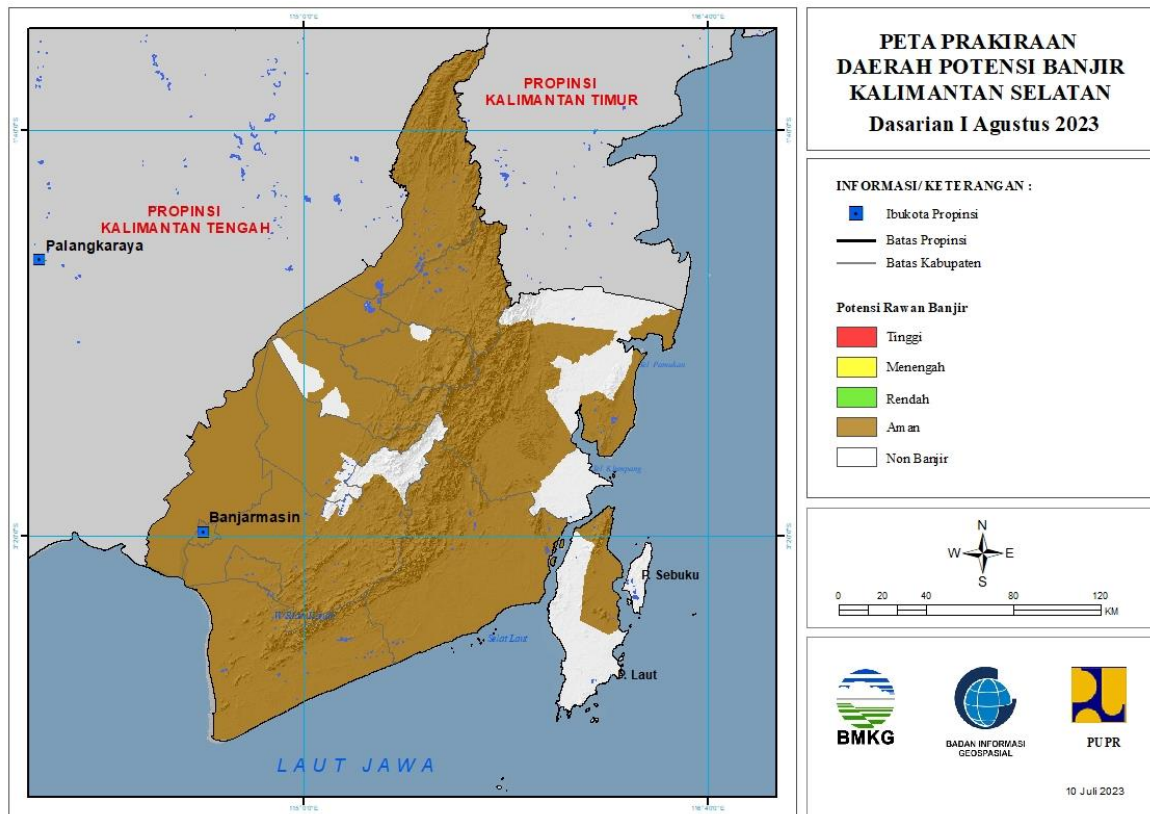 PETA PRAKIRAAN
DAERAH POTENSI BANJIR
KALIMANTAN SELATAN
Dasarian I Agustus 2023
INFORMASI/ KETERANGAN :
Ibukota Propinsi
Batas Propinsi
Batas Kabupaten
Potensi Rawan Banjir
Tinggi
Menengah
Rendah
Aman
Non Banjir
N
W
E
S
0 20 40 80 120
KM
BMKG
BADAN INFORMASI
GEOSPASIAL
PUPR
10 Juli 2023
PROPINSI
KALIMANTAN TIMUR
PROPINSI
KALIMANTAN TENGAH
Palangkaraya
Banjarmasin
P. Sebuku
Selat Laut
P. Laut
LAUT JAWA